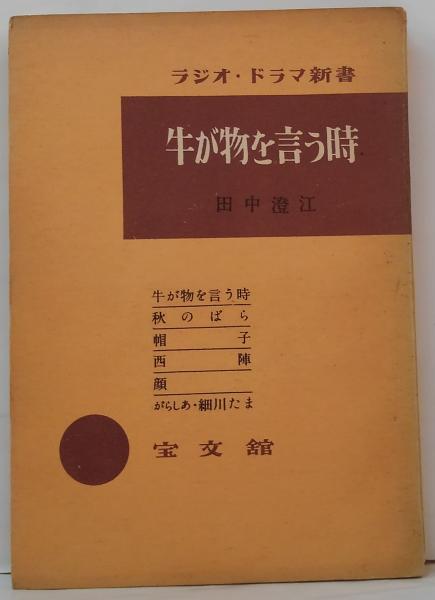 ラジオ・ドラマ新書
牛が物を言う時
田中澄江
牛が物を言う時
秋のばら
帽子
西陣
顔
がらしあ・細川たま
宝文館